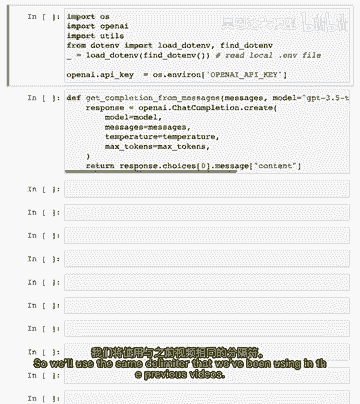 In [ ]: import os
import openai
import utils
from dotenv import load_dotenv, find_dotenv
_ = load_dotenv(find_dotenv()) # read local .env file
openai.api_key  = os.environ['OPENAI_API_KEY']
In [ ]: def get_completion_from_messages(messages, model="gpt-3.5-t
response = openai.ChatCompletion.create(
model=model,
messages=messages,
temperature=temperature,
max_tokens=max_tokens,
)
return response.choices[0].message["content"]
In [ ]:
In [ ]:
In [ ]:
In [ ]:
In [ ]:
In [ ]:
In [ ]:
In [ ]:
我们将使用与之前视频相同的分隔符。
So we'll use the same delimiter that we've been using in th
e previous videos.
In [ ]:
In [ ]: